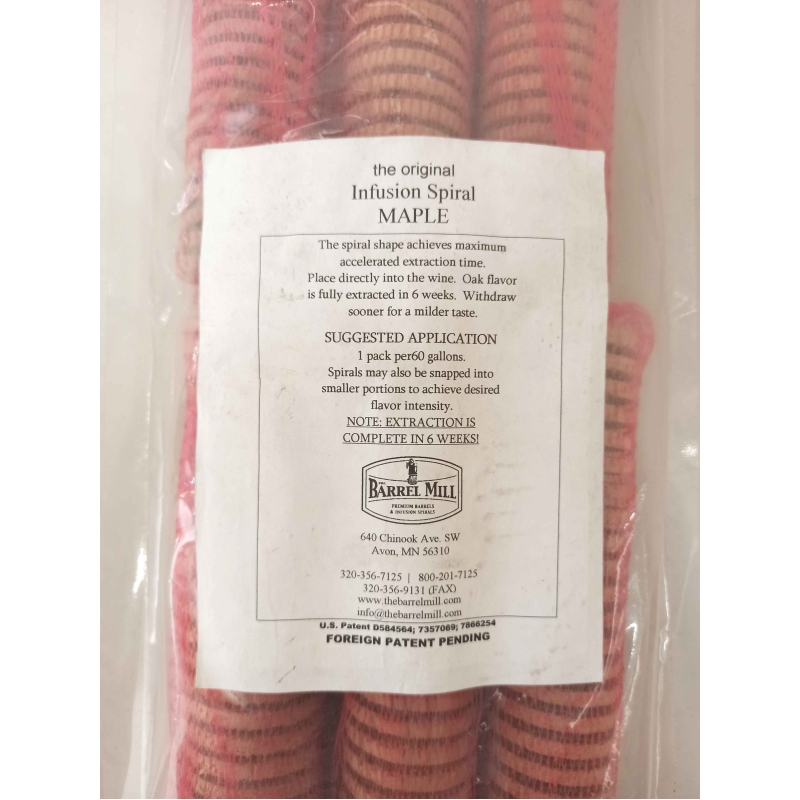 the original
Infusion Spiral
MAPLE
The spiral shape achieves maximum
accelerated extraction time.
Place directly into the wine. Oak flavor
is fully extracted in 6 weeks. Withdraw
sooner for a milder taste.
SUGGESTED APPLICATION
1 pack per60 gallons.
Spirals may also be snapped into
smaller portions to achieve desired
flavor intensity.
NOTE: EXTRACTION IS
COMPLETE IN 6 WEEKS!
THE
BARREL MILL
PREMIUM BARRELS
& INFUSION SPIRALS
640 Chinook Ave. SW
Avon, MN 56310
320-356-7125 | 800-201-7125
320-356-9131 (FAX)
www.thebarrelmill.com
info@thebarrelmill.com
U.S. Patent D584564; 7357069; 7866254
FOREIGN PATENT PENDING